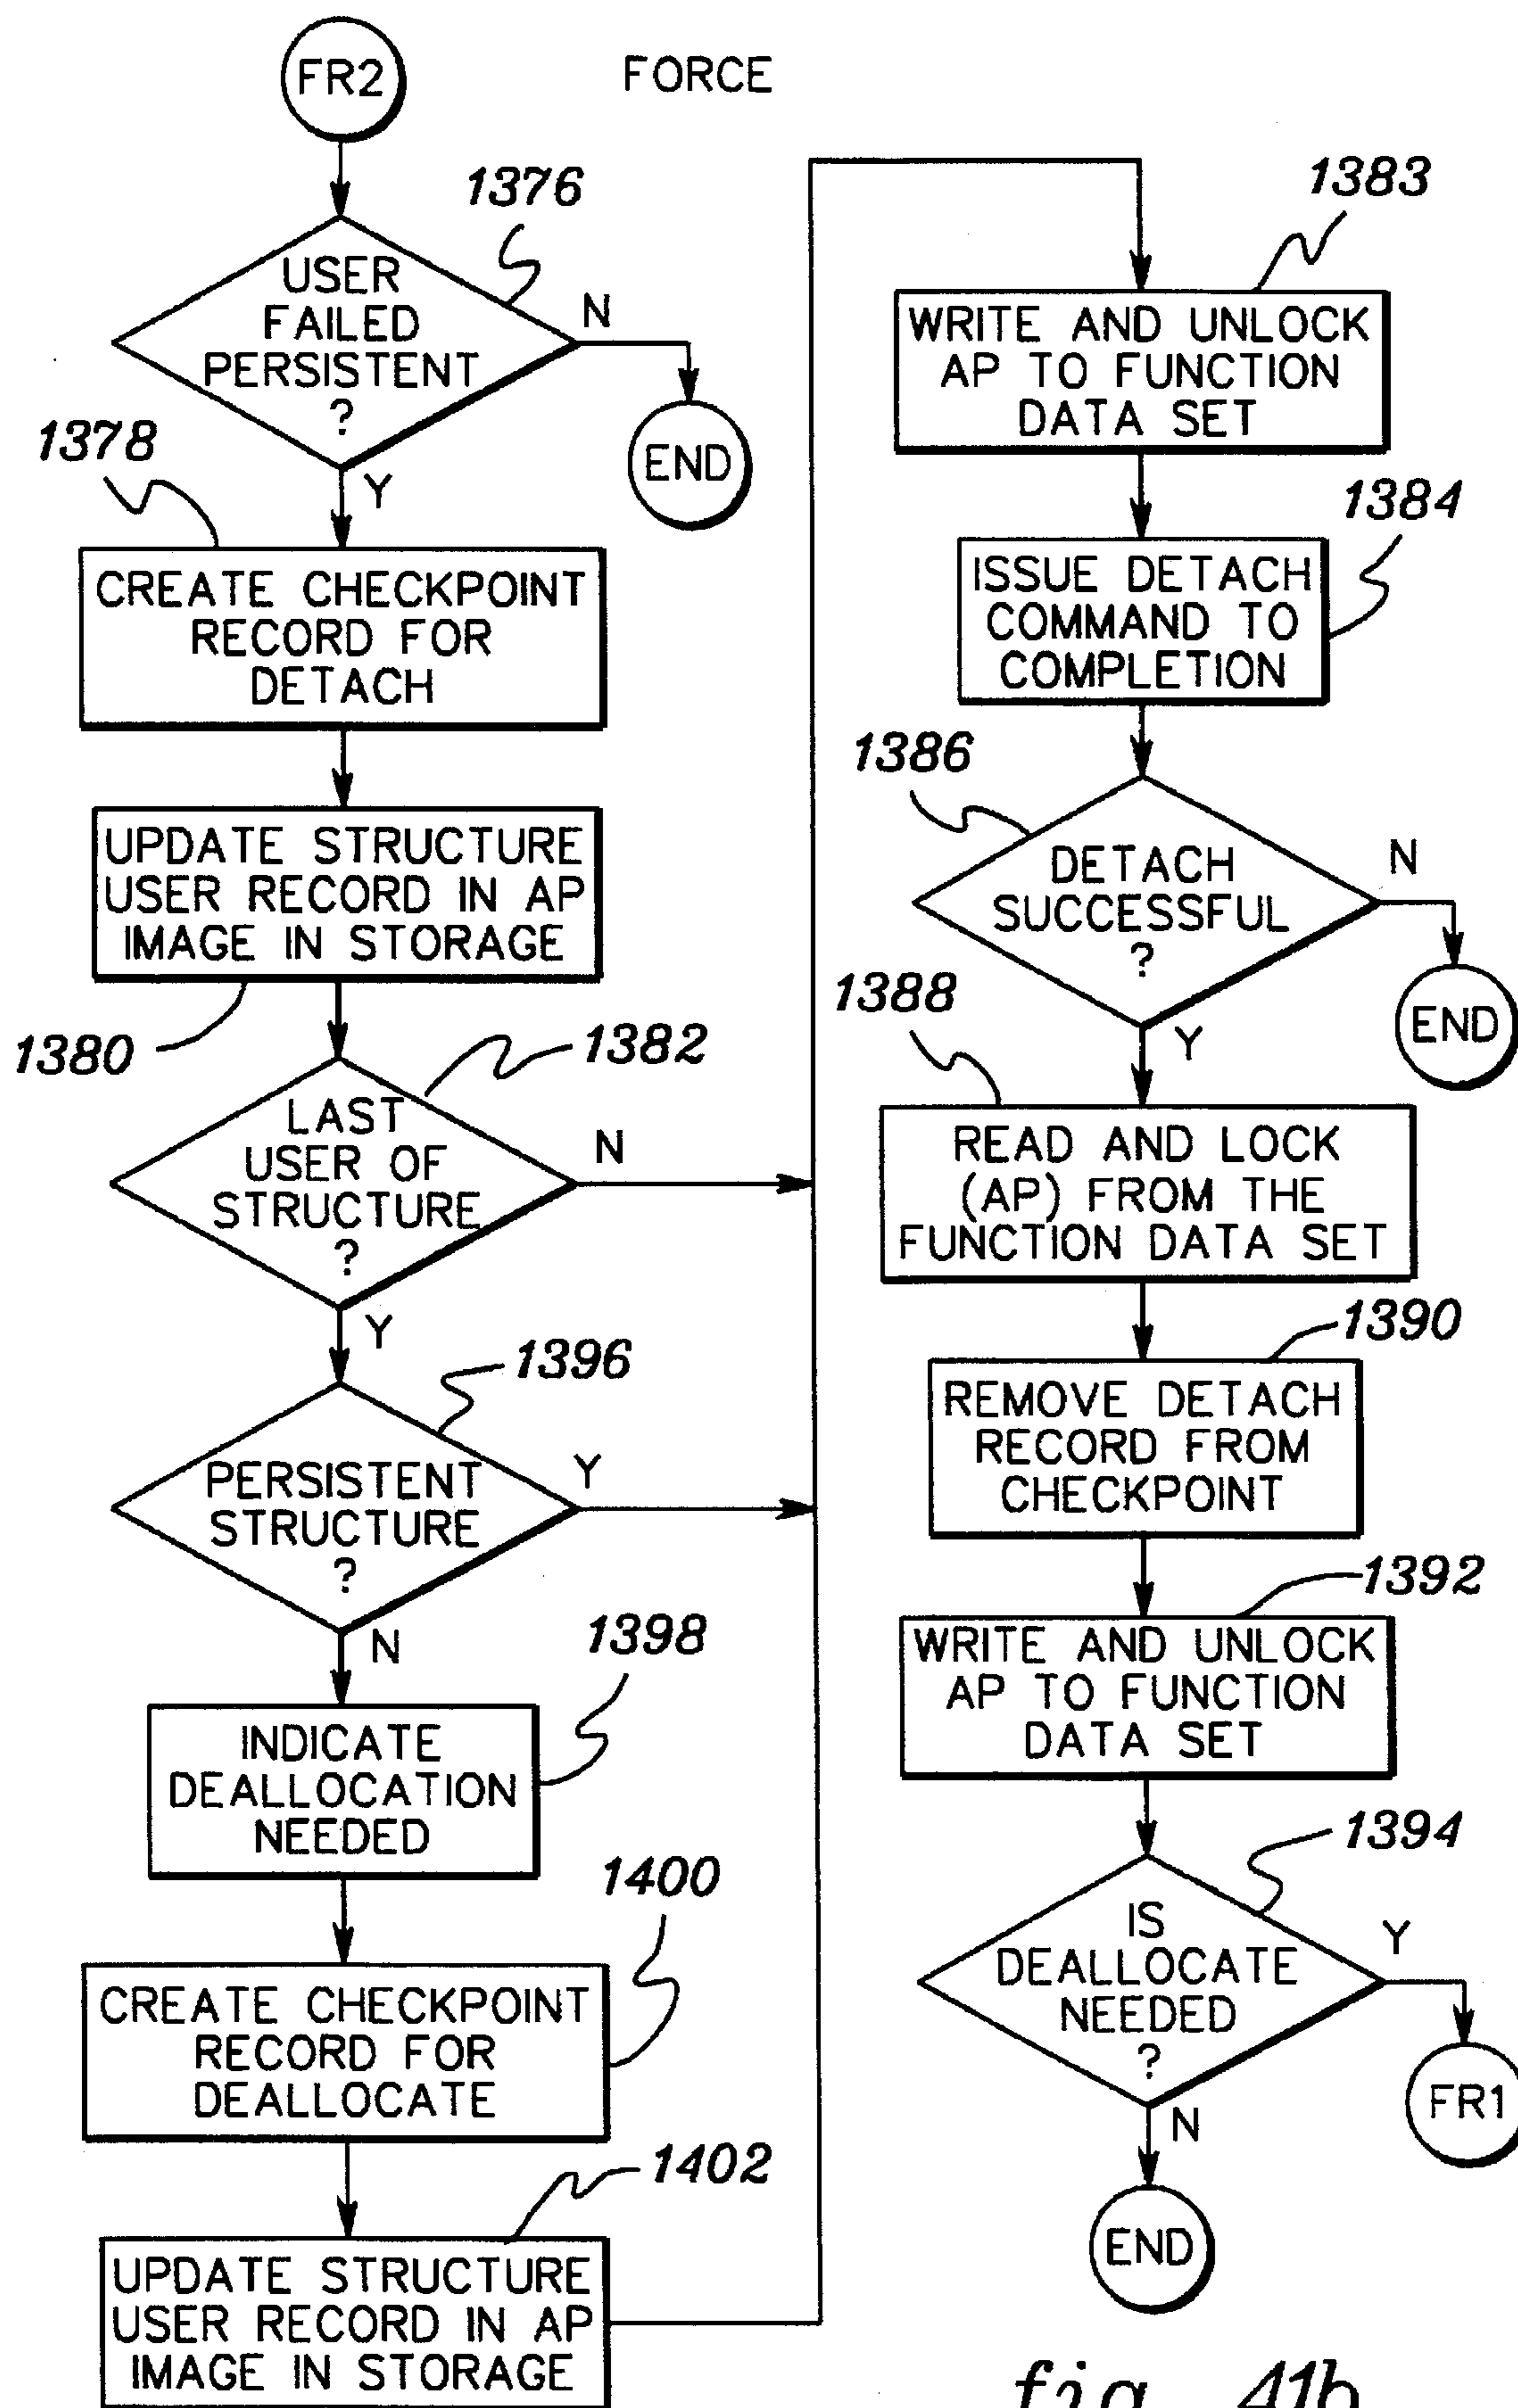 FR2
FORCE
1376
USER
FAILED
PERSISTENT
?
N
END
Y
1378
CREATE CHECKPOINT
RECORD FOR
DETACH
UPDATE STRUCTURE
USER RECORD IN AP
IMAGE IN STORAGE
1380
1382
LAST
USER OF
STRUCTURE
?
N
Y
1396
PERSISTENT
STRUCTURE
?
Y
N
1398
INDICATE
DEALLOCATION
NEEDED
1400
CREATE CHECKPOINT
RECORD FOR
DEALLOCATE
1402
UPDATE STRUCTURE
USER RECORD IN AP
IMAGE IN STORAGE
1383
WRITE AND UNLOCK
AP TO FUNCTION
DATA SET
1384
ISSUE DETACH
COMMAND TO
COMPLETION
1386
DETACH
SUCCESSFUL
?
N
END
Y
1388
READ AND LOCK
(AP) FROM THE
FUNCTION DATA SET
1390
REMOVE DETACH
RECORD FROM
CHECKPOINT
1392
WRITE AND UNLOCK
AP TO FUNCTION
DATA SET
1394
IS
DEALLOCATE
NEEDED
?
Y
FR1
N
END
fig. 41b